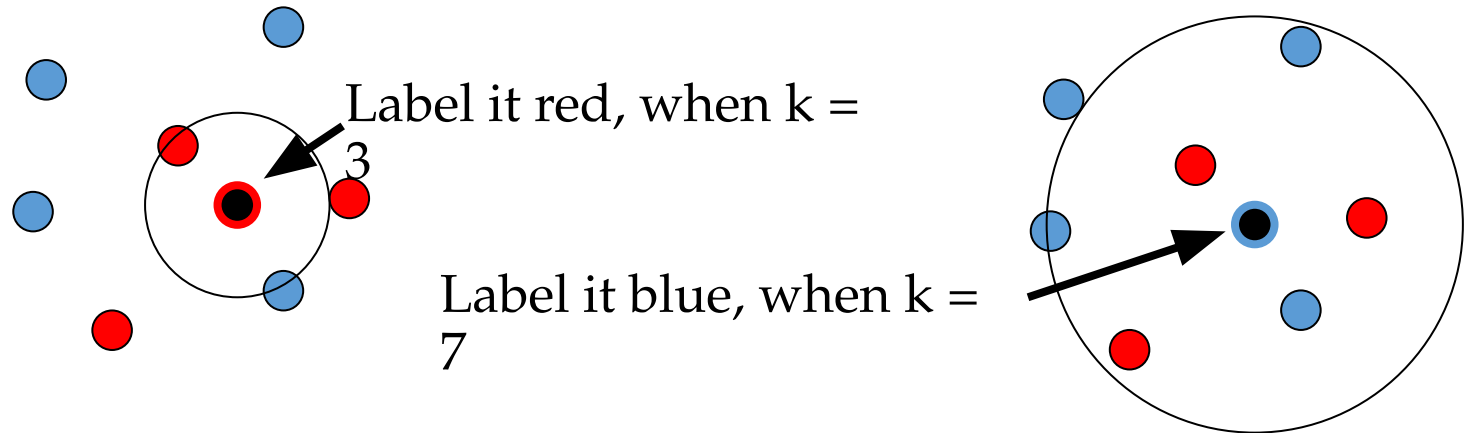 Label it red, when k =
3
Label it blue, when k =
7